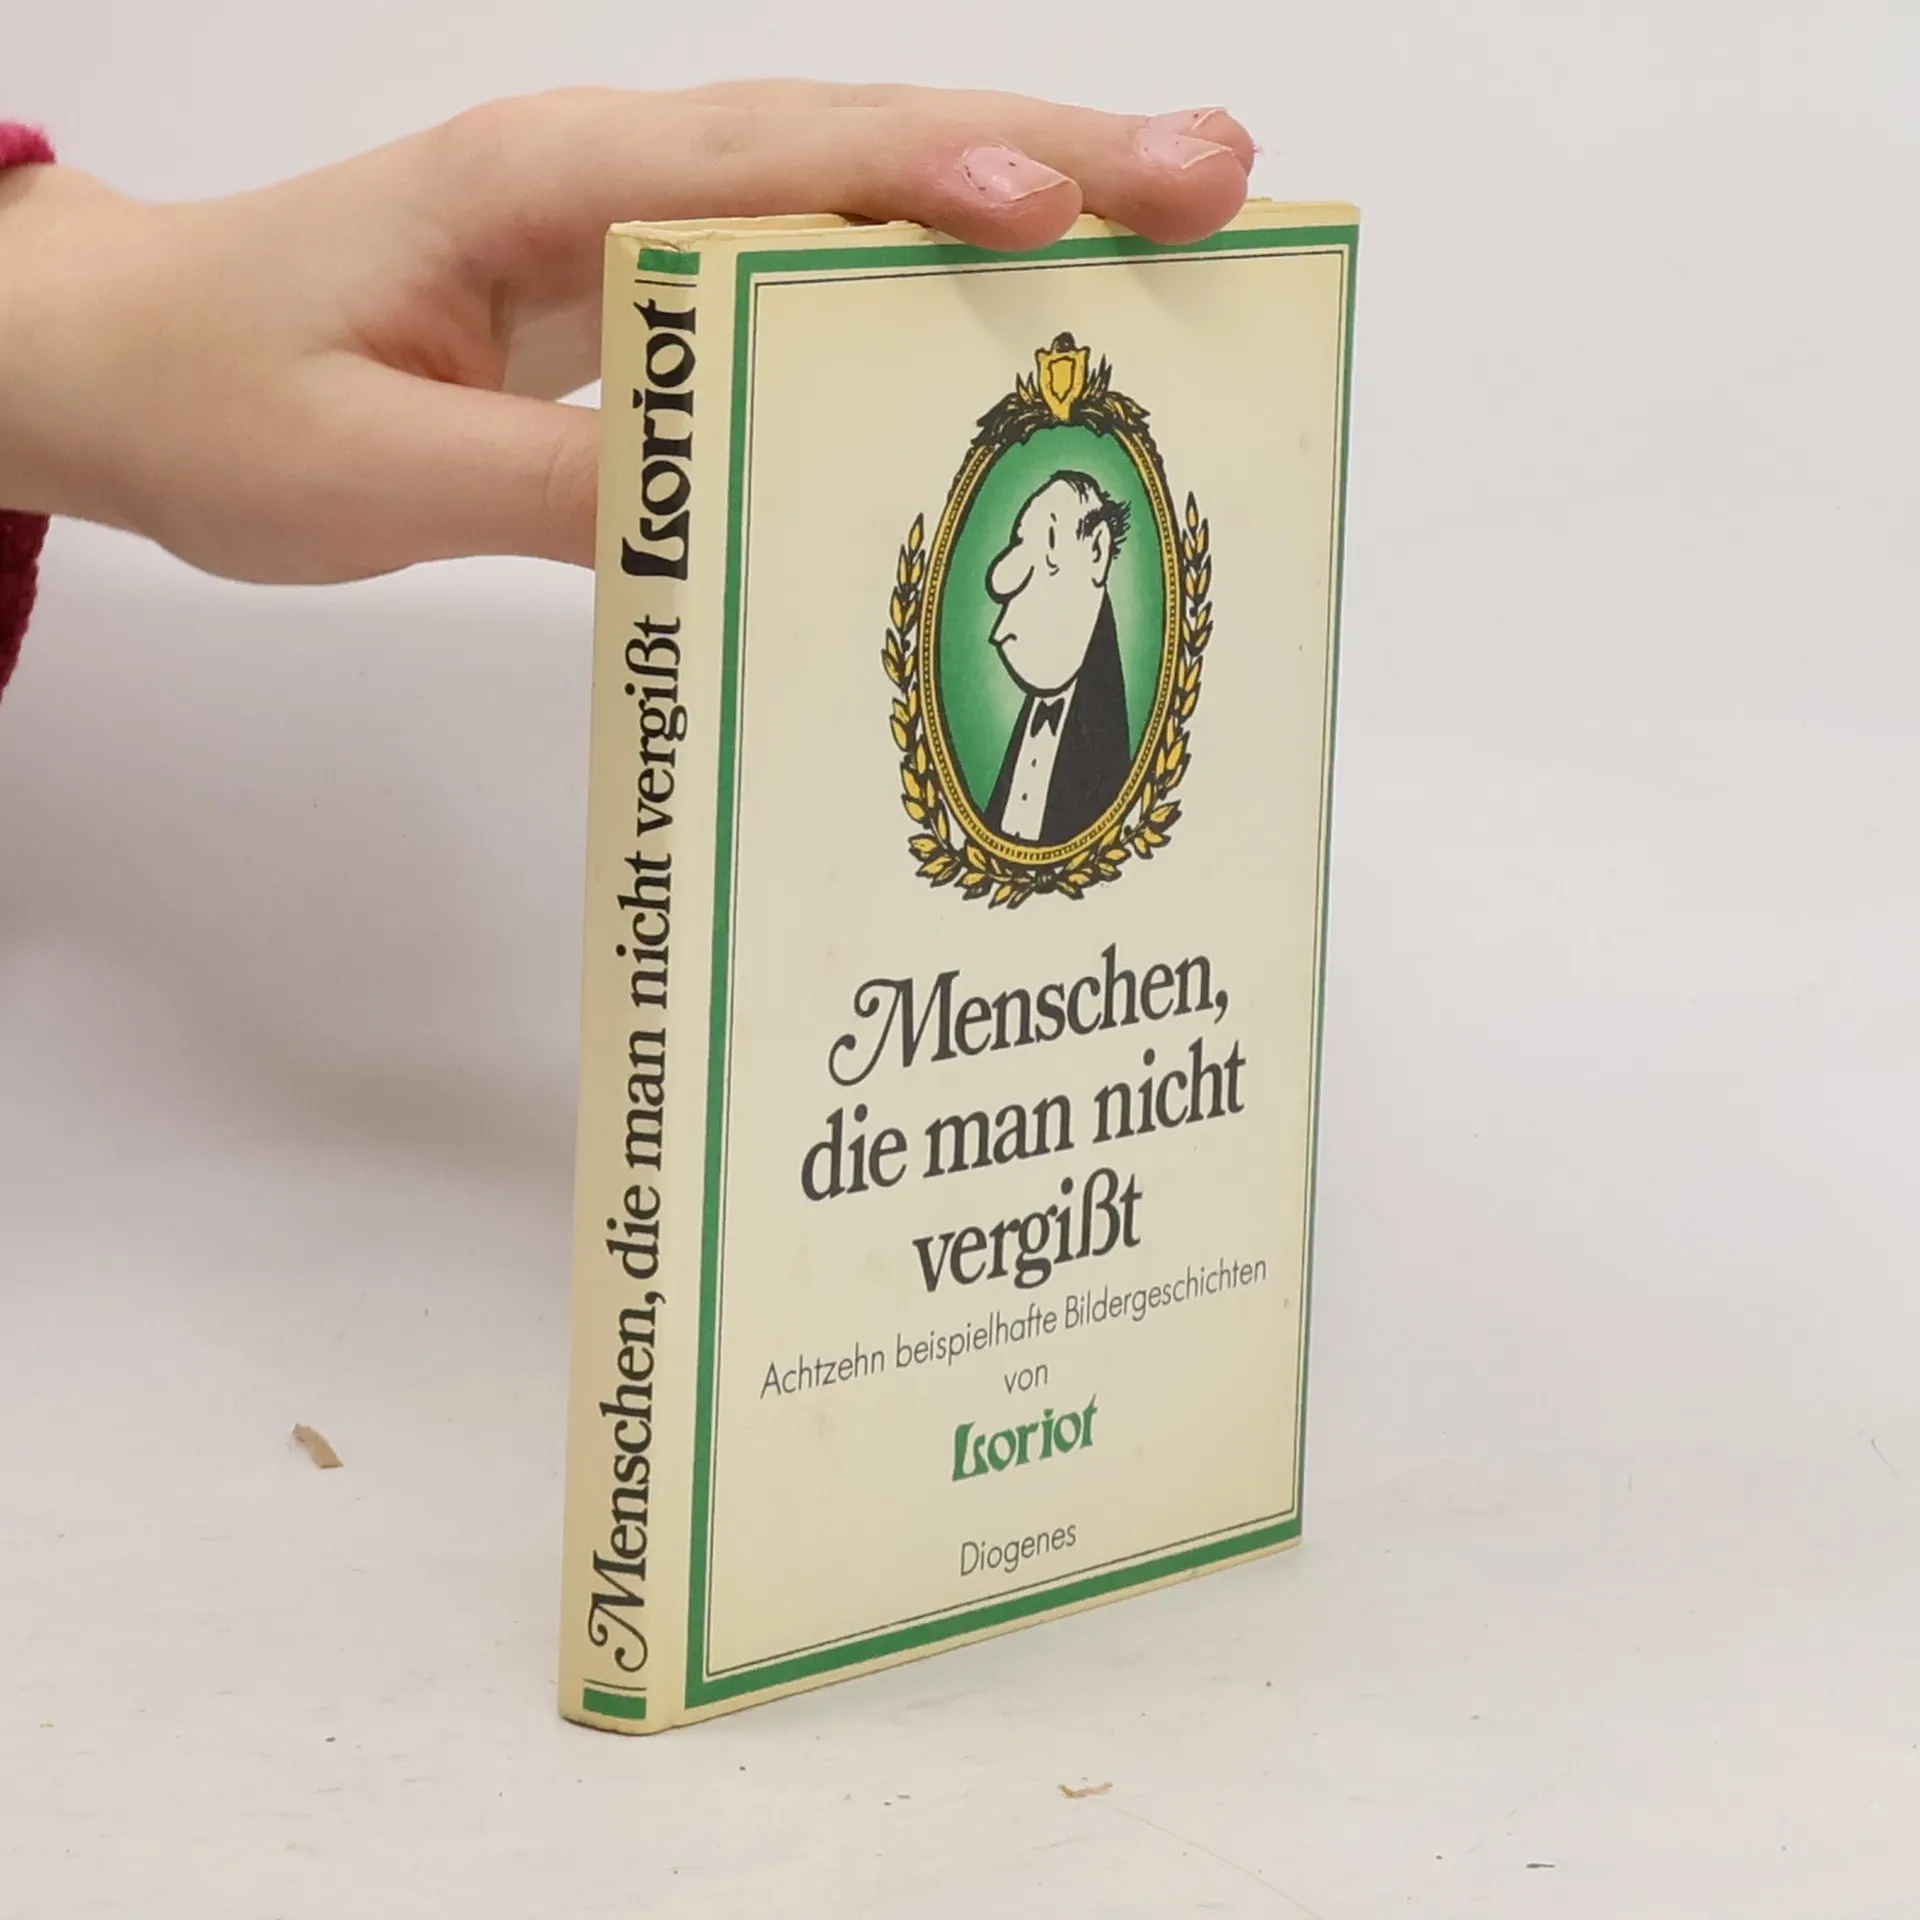 Menschen, die man nicht vergißt Loriot
Menschen,
die man nicht
vergißt
Achtzehn beispielhafte Bildergeschichten
von
Loriot
Diogenes